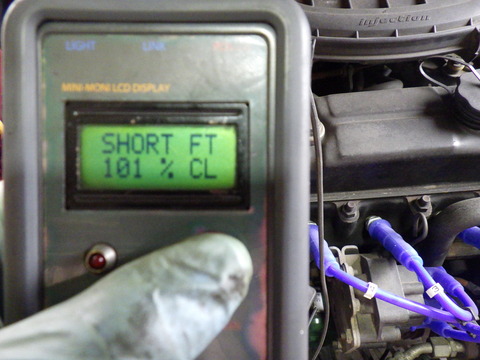 LIGHT LINK
MINI-MONI LCD DISPLAY
SHORT FT
101 % CL
injection